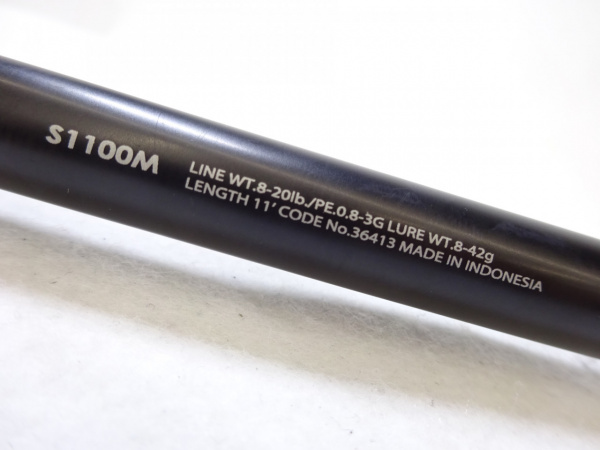 S1100M
LINE WT.8-20lb./PE.0.8-3G LURE WT.8-42g
LENGTH 11' CODE No.36413 MADE IN INDONESIA